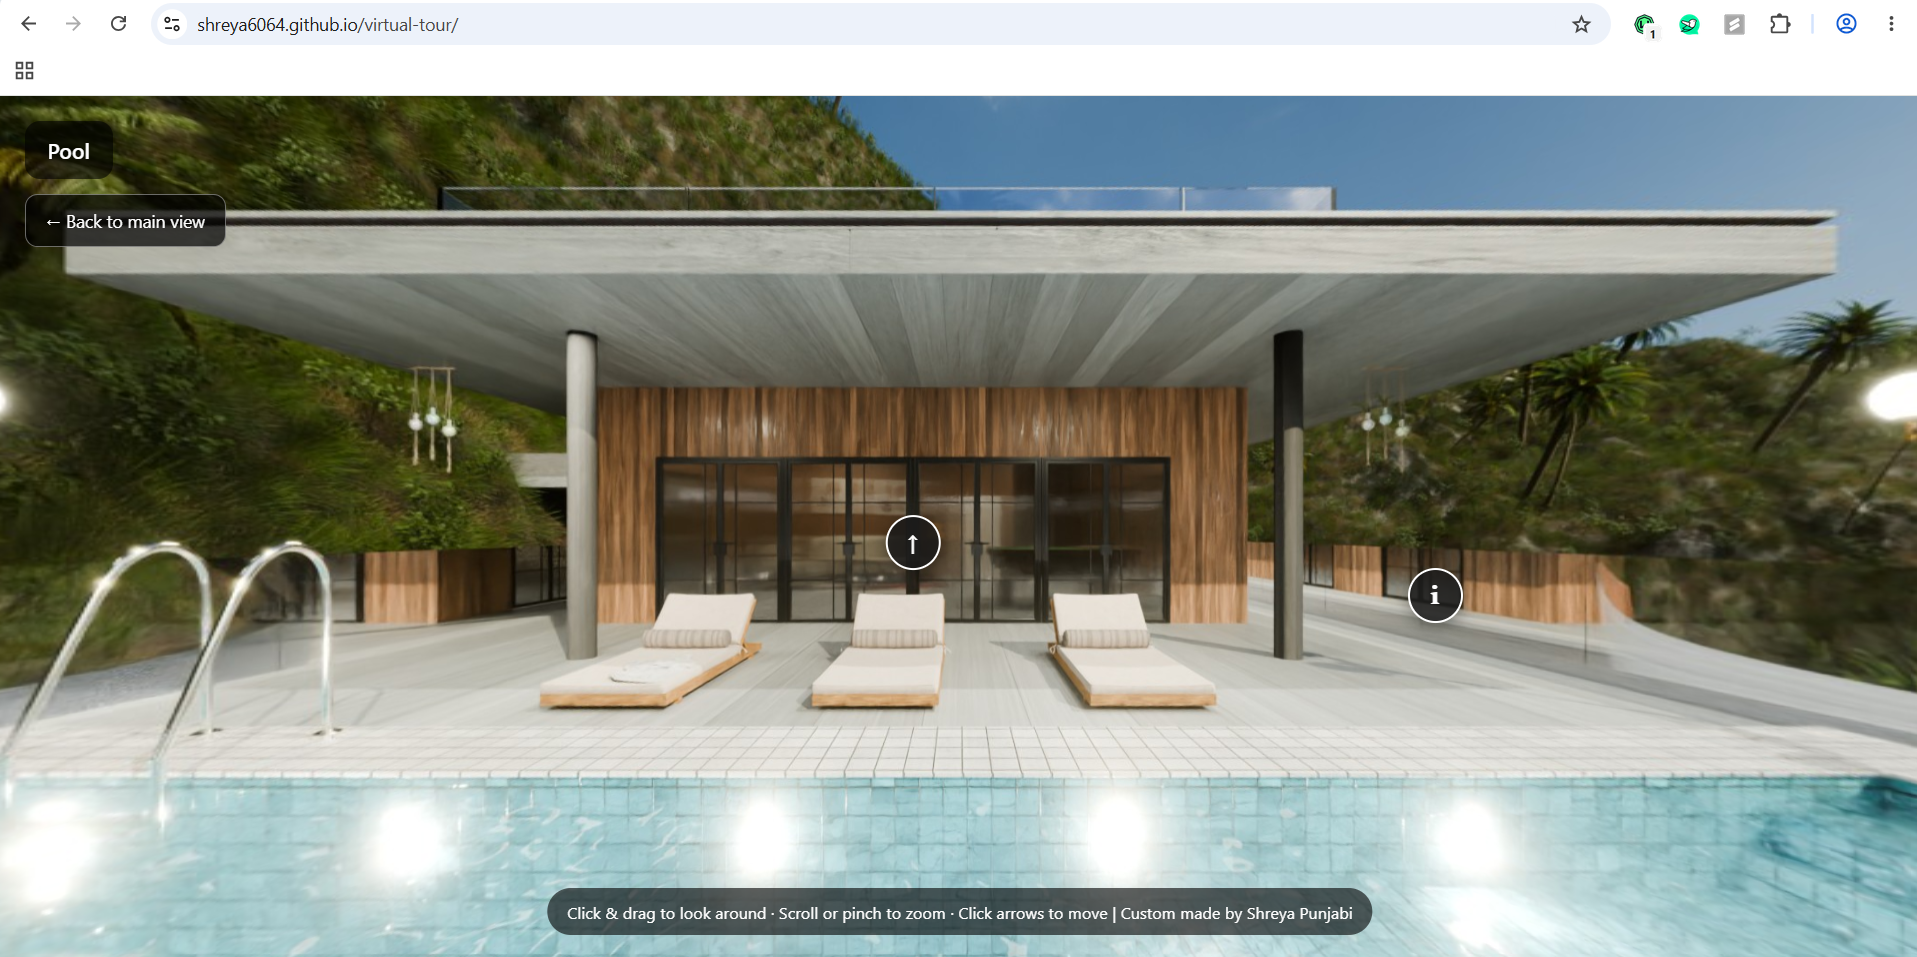 shreya6064.github.io/virtual-tour/
1
Pool
← Back to main view
↑
i
Click & drag to look around · Scroll or pinch to zoom · Click arrows to move | Custom made by Shreya Punjabi